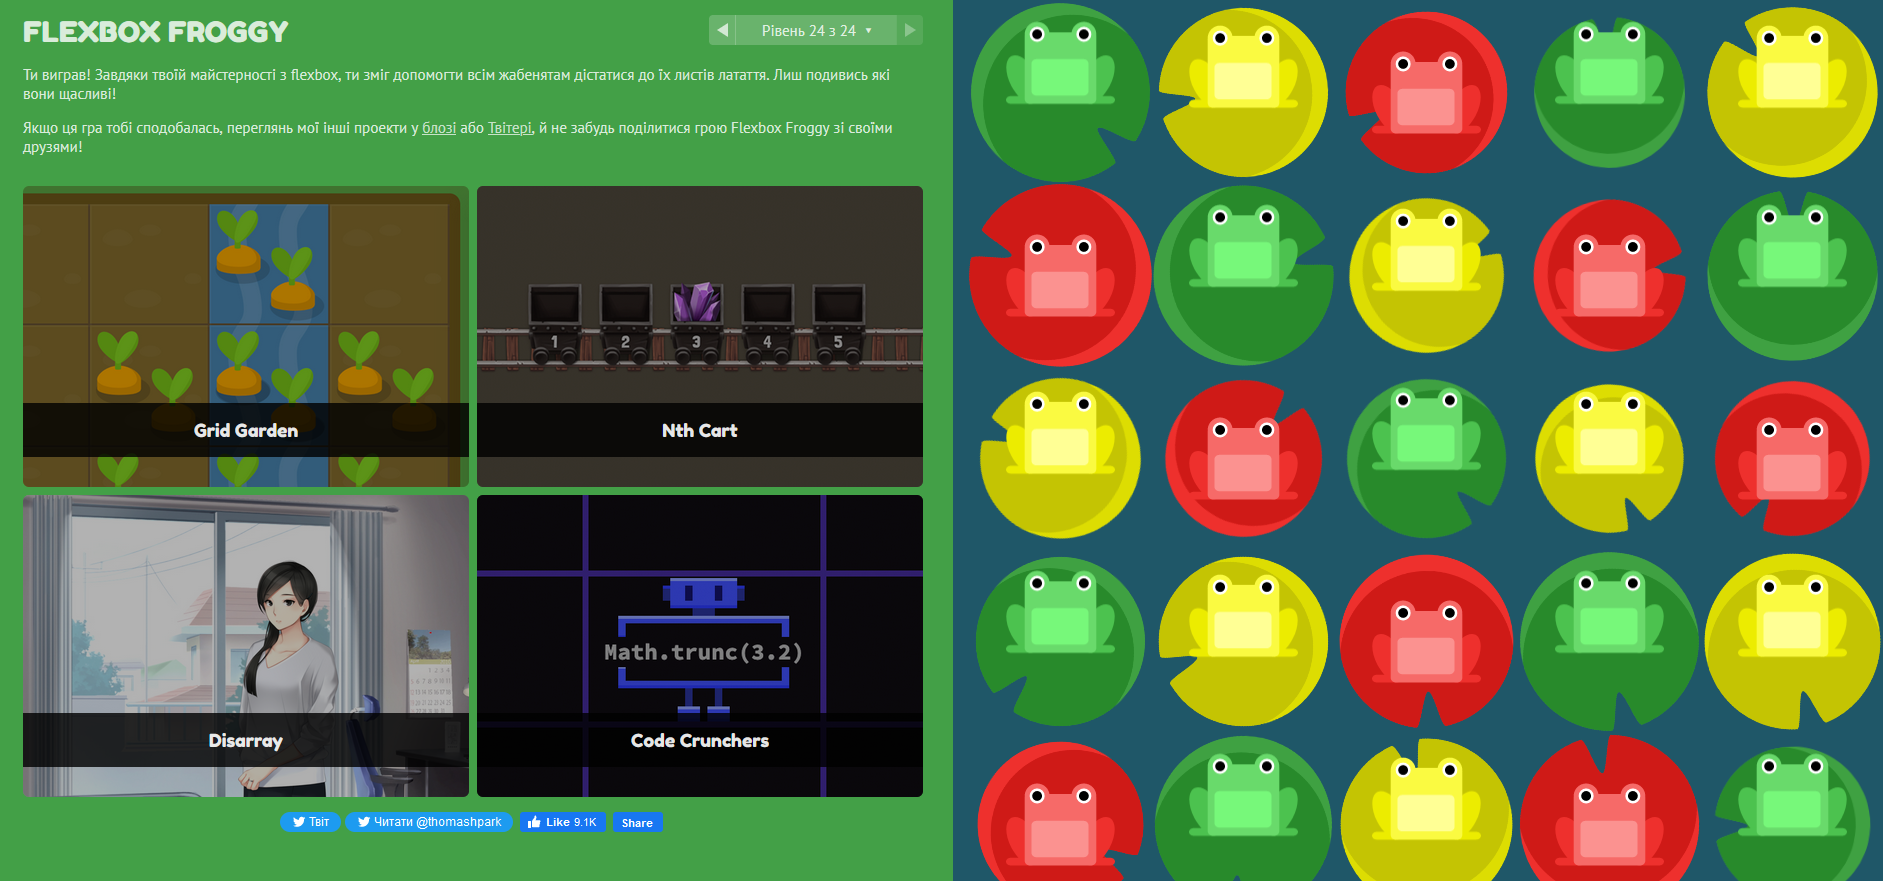 FLEXBOX FROGGY
Рівень 24 з 24
Ти виграв! Завдяки твоїй майстерності з flexbox, ти зміг допомогти всім жабенятам дістатися до їх листів латаття. Лиш подивись які
вони щасливі!
Якщо ця гра тобі сподобалась, переглянь мої інші проекти у блозі або Твітері, й не забудь поділитися грою Flexbox Froggy зі своїми
друзями!
1 2 3 4 5
Grid Garden
Nth Cart
Math.trunc(3.2)
Disarray
Code Crunchers
Твіт
Читати @thomashpark
Like 9.1K
Share